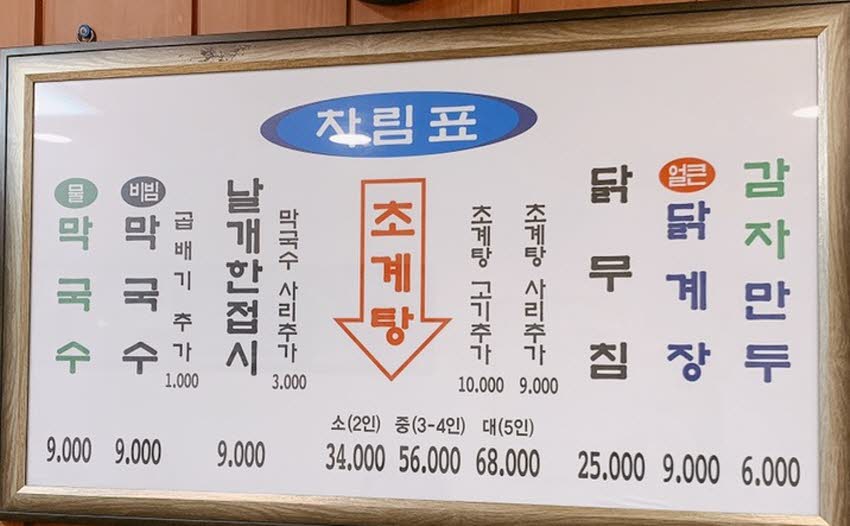 차림표
물
막국수
9.000
비빔
막국수
9.000
곱배기 추가
1.000
날개한접시
9.000
막국수 사리추가
3.000
초계탕
소(2인) 중(3-4인) 대(5인)
34.000 56.000 68.000
초계탕 고기추가
10.000
초계탕 사리추가
9.000
닭무침
25.000
얼큰
닭계장
9.000
감자만두
6.000